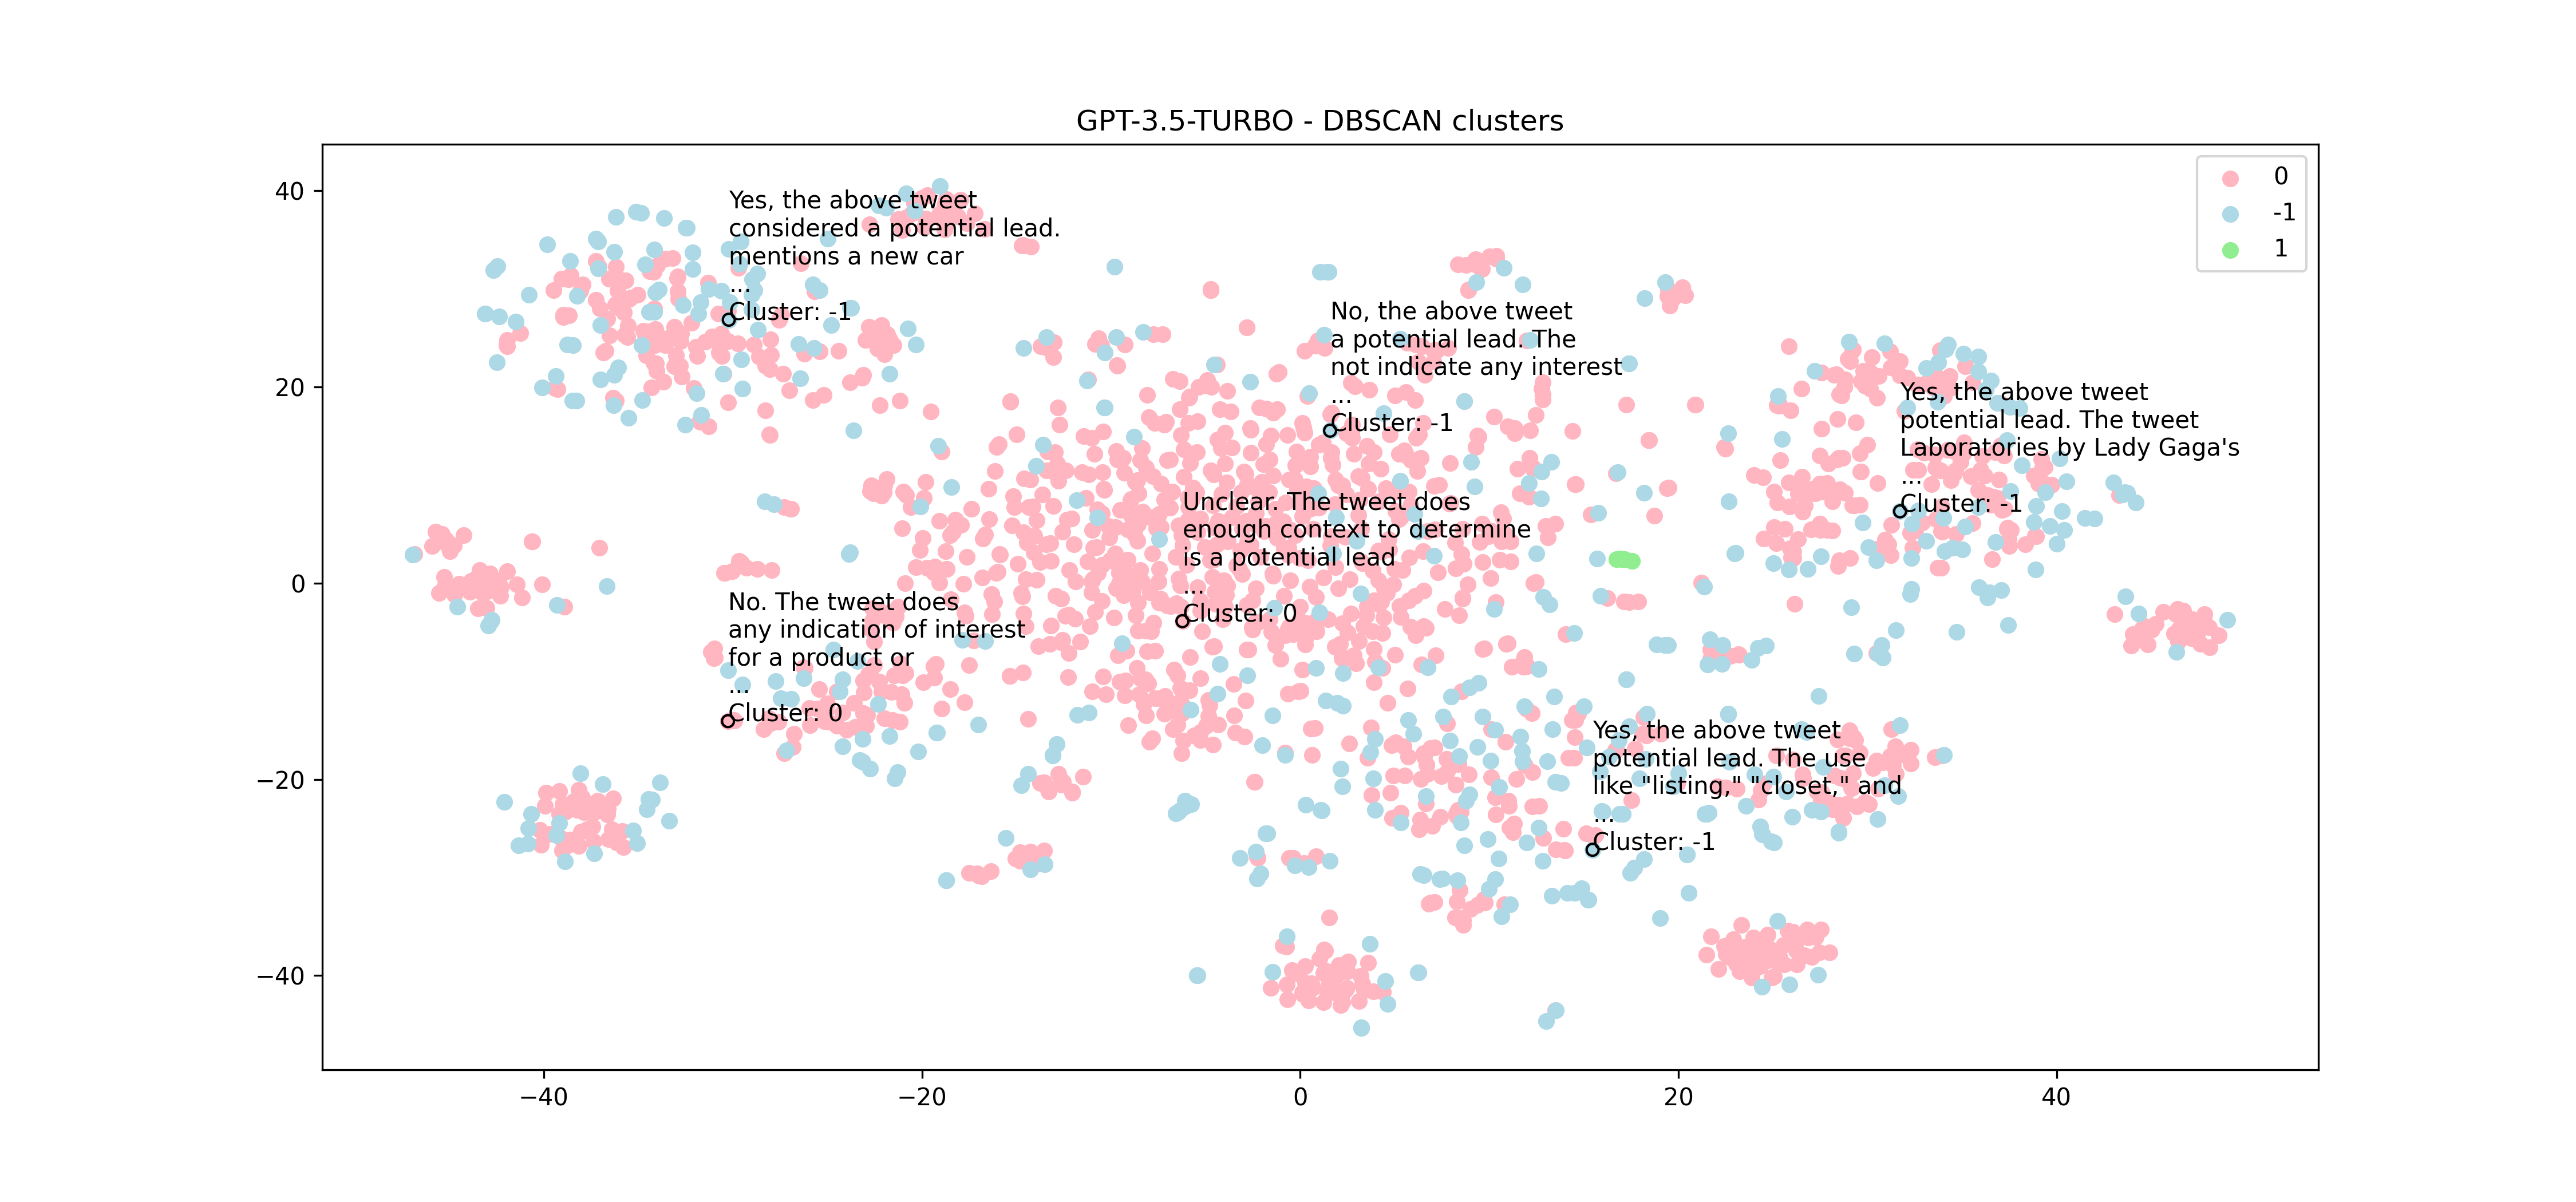 GPT-3.5-TURBO - DBSCAN clusters
0
-1
1
40
20
0
−20
−40
−40
−20
0
20
40
Yes, the above tweet
considered a potential lead.
mentions a new car
...
Cluster: -1
No, the above tweet
a potential lead. The
not indicate any interest
...
Cluster: -1
Yes, the above tweet
potential lead. The tweet
Laboratories by Lady Gaga's
...
Cluster: -1
Unclear. The tweet does
enough context to determine
is a potential lead
...
Cluster: 0
No. The tweet does
any indication of interest
for a product or
...
Cluster: 0
Yes, the above tweet
potential lead. The use
like "listing," "closet," and
...
Cluster: -1